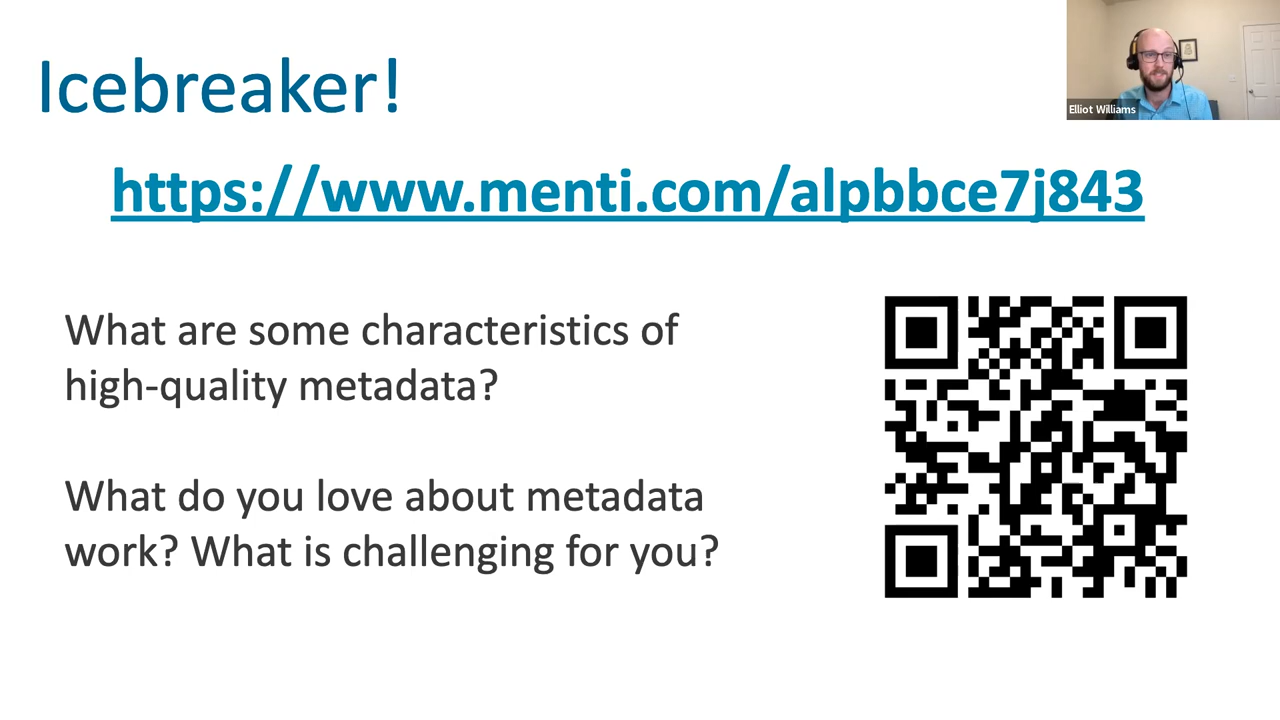 Icebreaker!
Elliot Williams
https://www.menti.com/alpbbce7j843
What are some characteristics of
high-quality metadata?
What do you love about metadata
work? What is challenging for you?